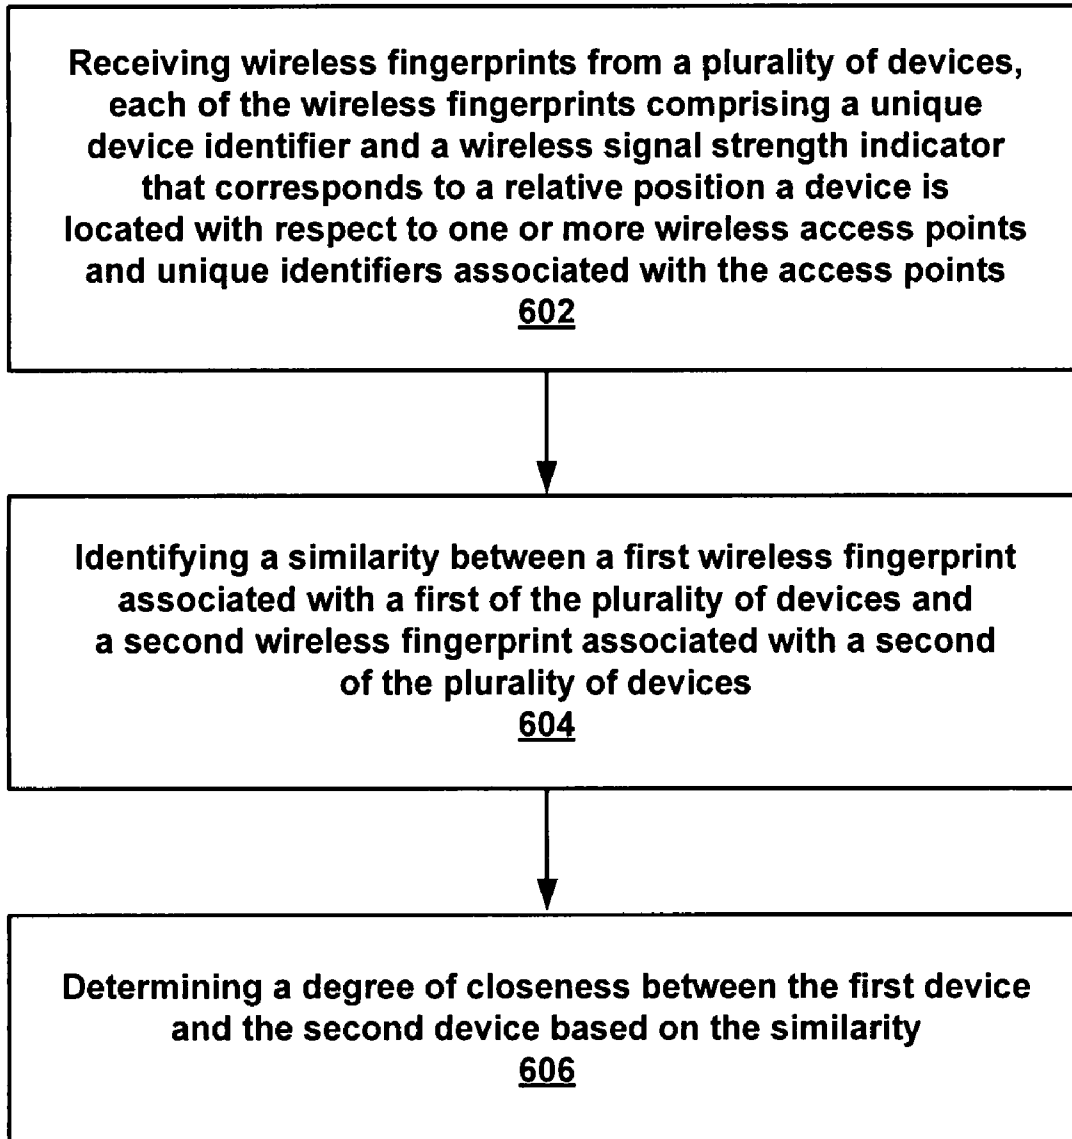 Receiving wireless fingerprints from a plurality of devices,
each of the wireless fingerprints comprising a unique
device identifier and a wireless signal strength indicator
that corresponds to a relative position a device is
located with respect to one or more wireless access points
and unique identifiers associated with the access points
602
Identifying a similarity between a first wireless fingerprint
associated with a first of the plurality of devices and
a second wireless fingerprint associated with a second
of the plurality of devices
604
Determining a degree of closeness between the first device
and the second device based on the similarity
606